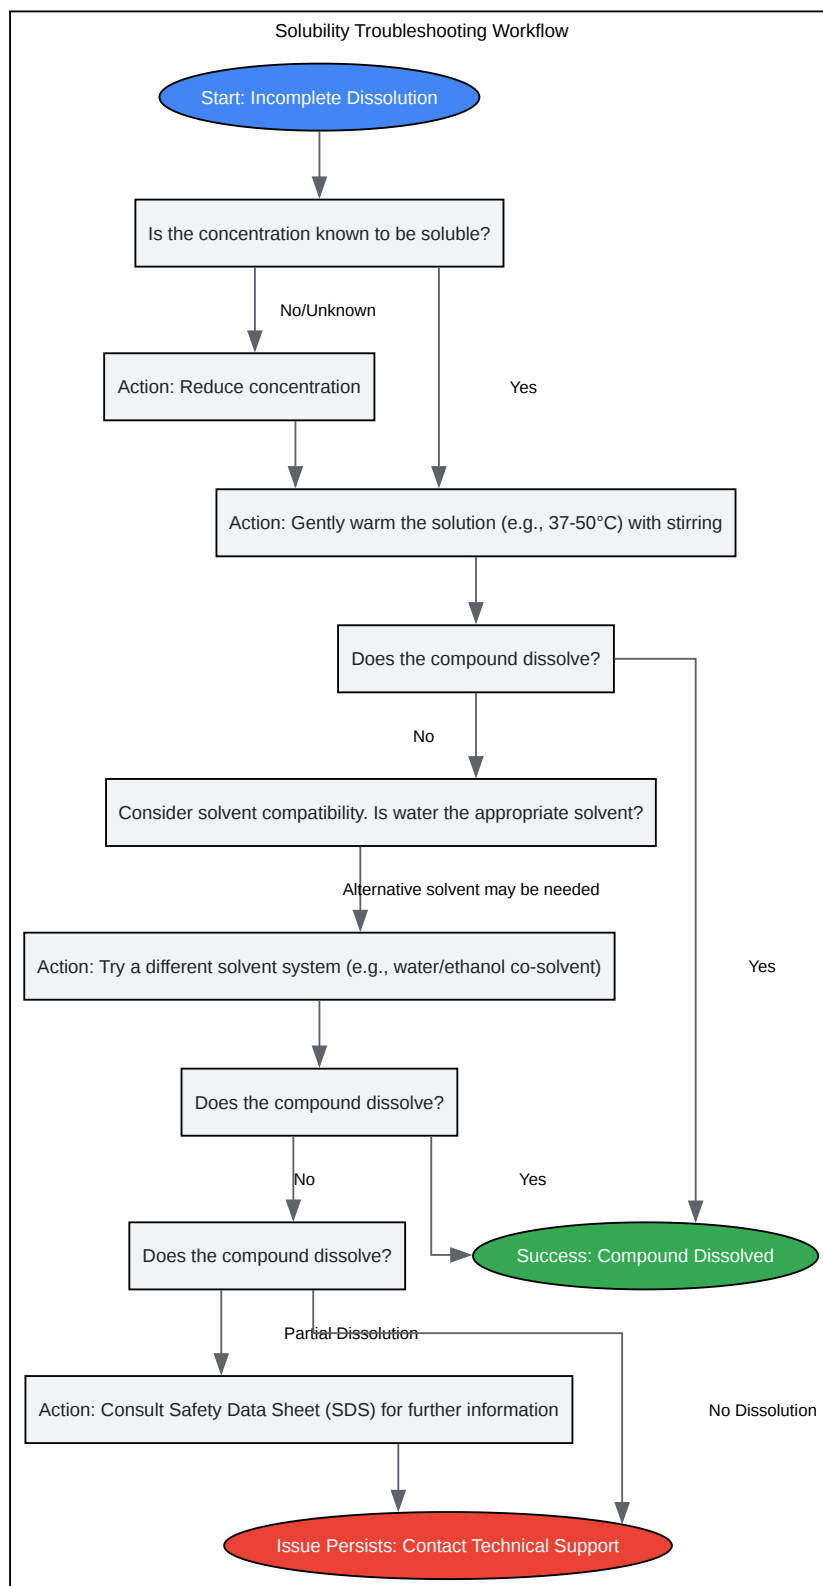 Solubility Troubleshooting Workflow
Start: Incomplete Dissolution
Is the concentration known to be soluble?
No/Unknown
Action: Reduce concentration
Yes
Action: Gently warm the solution (e.g., 37-50°C) with stirring
Does the compound dissolve?
No
Consider solvent compatibility. Is water the appropriate solvent?
Alternative solvent may be needed
Action: Try a different solvent system (e.g., water/ethanol co-solvent)
Yes
Does the compound dissolve?
No
Yes
Does the compound dissolve?
Success: Compound Dissolved
Partial Dissolution
Action: Consult Safety Data Sheet (SDS) for further information
No Dissolution
Issue Persists: Contact Technical Support